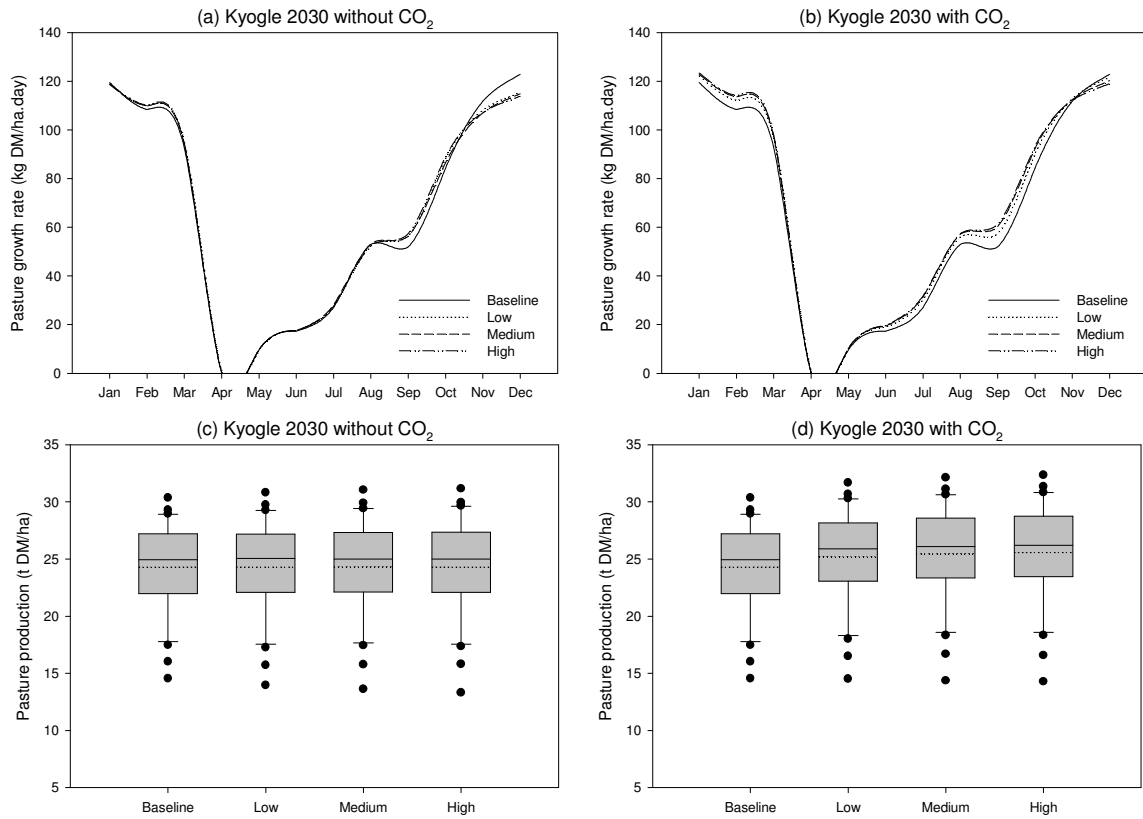 (a) Kyogle 2030 without CO₂
Pasture growth rate (kg DM/ha.day)
140
120
100
80
60
40
20
0
Baseline
Low
Medium
High
Jan Feb Mar Apr May Jun Jul Aug Sep Oct Nov Dec
(b) Kyogle 2030 with CO₂
Pasture growth rate (kg DM/ha.day)
140
120
100
80
60
40
20
0
Baseline
Low
Medium
High
Jan Feb Mar Apr May Jun Jul Aug Sep Oct Nov Dec
(c) Kyogle 2030 without CO₂
Pasture production (t DM/ha)
35
30
25
20
15
10
5
Baseline Low Medium High
(d) Kyogle 2030 with CO₂
Pasture production (t DM/ha)
35
30
25
20
15
10
5
Baseline Low Medium High